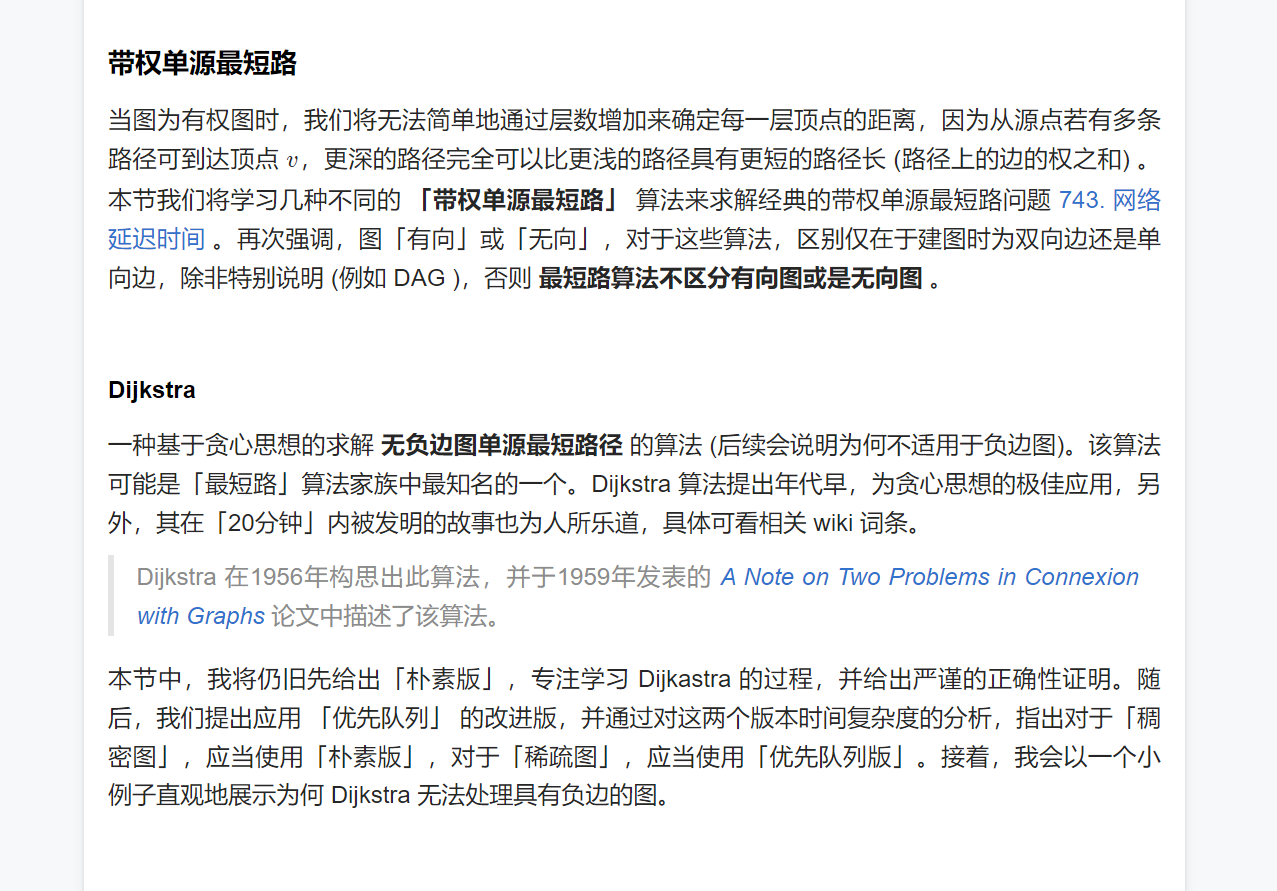 带权单源最短路
当图为有权图时，我们将无法简单地通过层数增加来确定每一层顶点的距离，因为从源点若有多条
路径可到达顶点 v，更深的路径完全可以比更浅的路径具有更短的路径长 (路径上的边的权之和) 。
本节我们将学习几种不同的 「带权单源最短路」 算法来求解经典的带权单源最短路问题 743. 网络
延迟时间 。再次强调，图「有向」或「无向」，对于这些算法，区别仅在于建图时为双向边还是单
向边，除非特别说明 (例如 DAG )，否则 最短路算法不区分有向图或是无向图 。
Dijkstra
一种基于贪心思想的求解 无负边图单源最短路径 的算法 (后续会说明为何不适用于负边图)。该算法
可能是「最短路」算法家族中最知名的一个。Dijkstra 算法提出年代早，为贪心思想的极佳应用，另
外，其在「20分钟」内被发明的故事也为人所乐道，具体可看相关 wiki 词条。
Dijkstra 在1956年构思出此算法，并于1959年发表的 A Note on Two Problems in Connexion
with Graphs 论文中描述了该算法。
本节中，我将仍旧先给出「朴素版」，专注学习 Dijkastra 的过程，并给出严谨的正确性证明。随
后，我们提出应用 「优先队列」 的改进版，并通过对这两个版本时间复杂度的分析，指出对于「稠
密图」，应当使用「朴素版」，对于「稀疏图」，应当使用「优先队列版」。接着，我会以一个小
例子直观地展示为何 Dijkstra 无法处理具有负边的图。